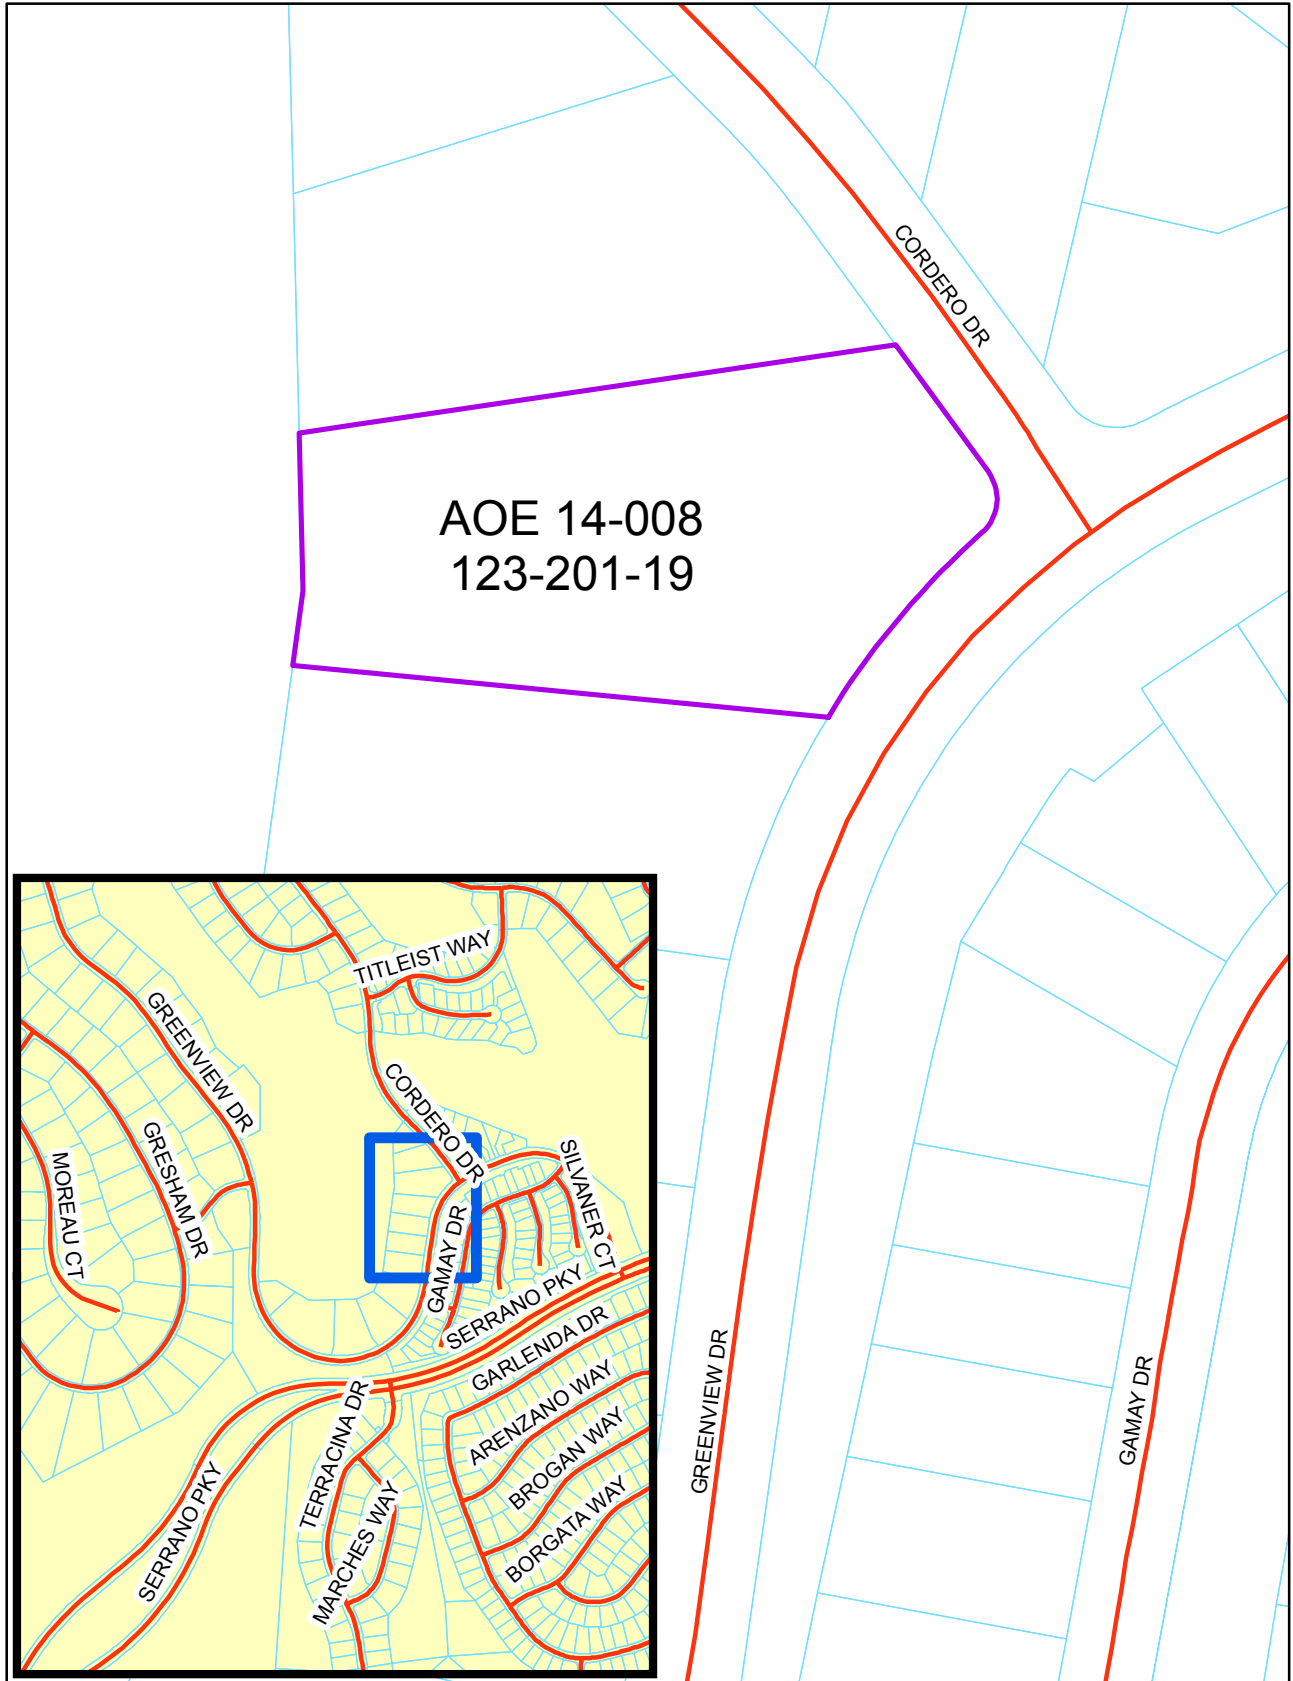 CORDERO DR
AOE 14-008
123-201-19
GREENVIEW DR
GAMAY DR
TITLEIST WAY
GREENVIEW DR
CORDERO DR
GRESHAM DR
MOREAU CT
SILVANER CT
GAMAY DR
SERRANO PKY
GARLENDA DR
ARENZANO WAY
BROGAN WAY
BORGATA WAY
TERRACINA DR
MARCHES WAY
SERRANO PKY